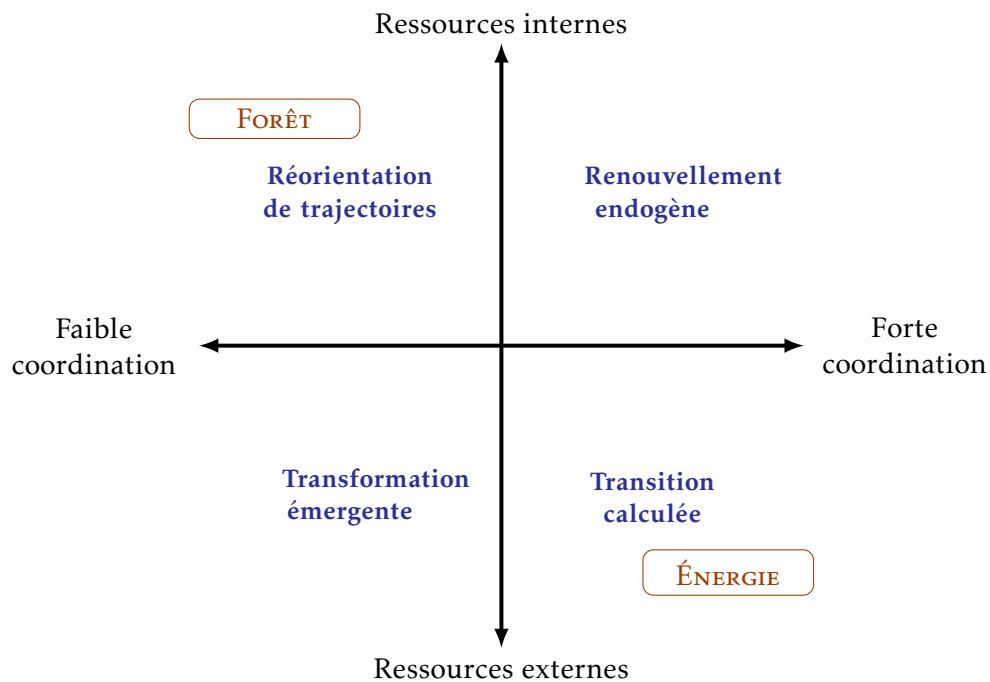 Ressources internes
Forêt
Réorientation
de trajectoires
Renouvellement
endogène
Faible
coordination
Forte
coordination
Transformation
émergente
Transition
calculée
Énergie
Ressources externes